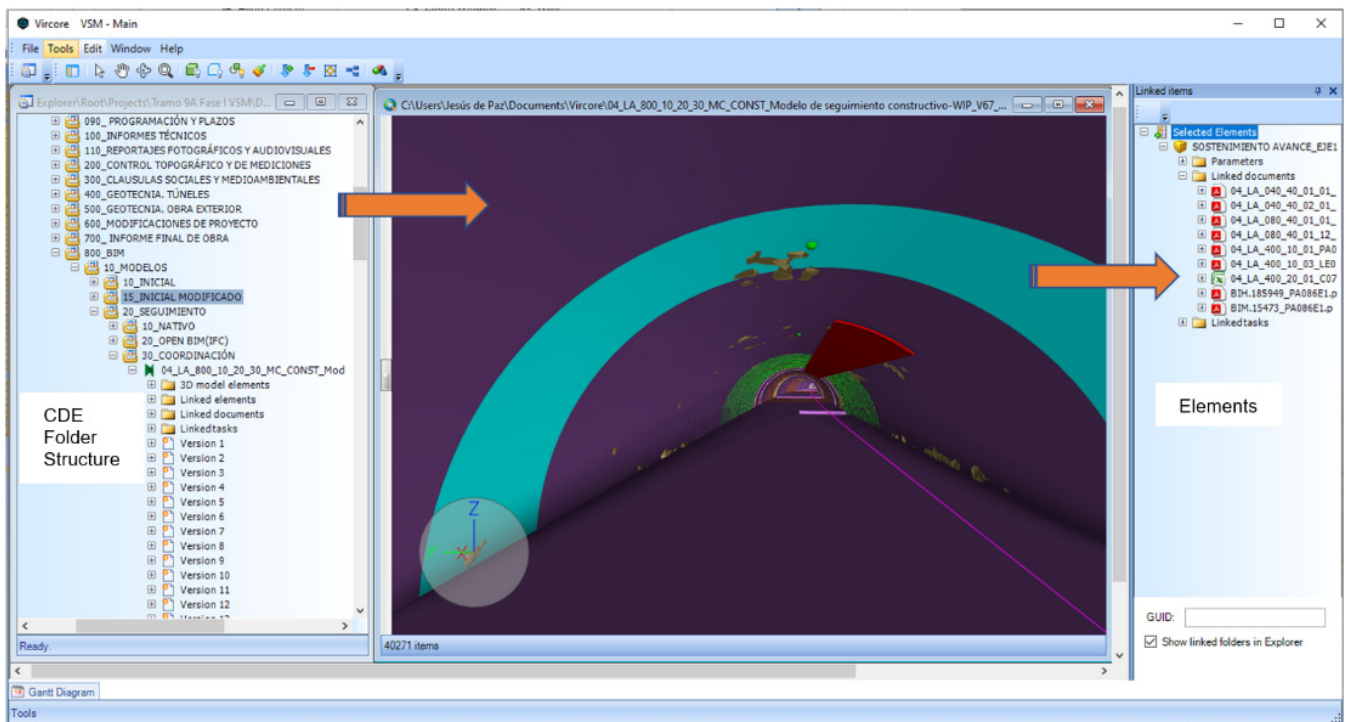 Vircore VSM - Main
File Tools Edit Window Help
Explorer\Root\Projects\Tramo 9A Fase I VSM\D...
090_ PROGRAMACIÓN Y PLAZOS
100_INFORMES TÉCNICOS
110_REPORTAJES FOTOGRÁFICOS Y AUDIOVISUALES
200_CONTROL TOPOGRÁFICO Y DE MEDICIONES
300_CLAUSULAS SOCIALES Y MEDIOAMBIENTALES
400_GEOTECNIA. TÚNELES
500_GEOTECNIA. OBRA EXTERIOR
600_MODIFICACIONES DE PROYECTO
700_ INFORME FINAL DE OBRA
800_BIM
10_MODELOS
10_INICIAL
15_INICIAL MODIFICADO
20_SEGUIMIENTO
10_NATIVO
20_OPEN BIM(IFC)
30_COORDINACIÓN
04_LA_800_10_20_30_MC_CONST_Mod
3D model elements
Linked elements
Linked documents
Linkedtasks
Version 1
Version 2
Version 3
Version 4
Version 5
Version 6
Version 7
Version 8
Version 9
Version 10
Version 11
Version 12
CDE
Folder
Structure
Ready.
C:\Users\Jesús de Paz\Documents\Vircore\04_LA_800_10_20_30_MC_CONST_Modelo de seguimiento constructivo-WIP_V67_...
Z
X
40271 items
Linked items
Selected Elements
SOSTENIMIENTO AVANCE_EJE1
Parameters
Linked documents
04_LA_040_40_01_01_
04_LA_040_40_02_01_
04_LA_080_40_01_01_
04_LA_080_40_01_12_
04_LA_400_10_01_PA0
04_LA_400_10_03_LE0
04_LA_400_20_01_C07
BIM.185949_PA086E1.p
BIM.15473_PA086E1.p
Linkedtasks
Elements
GUID:
Show linked folders in Explorer
Gantt Diagram
Tools